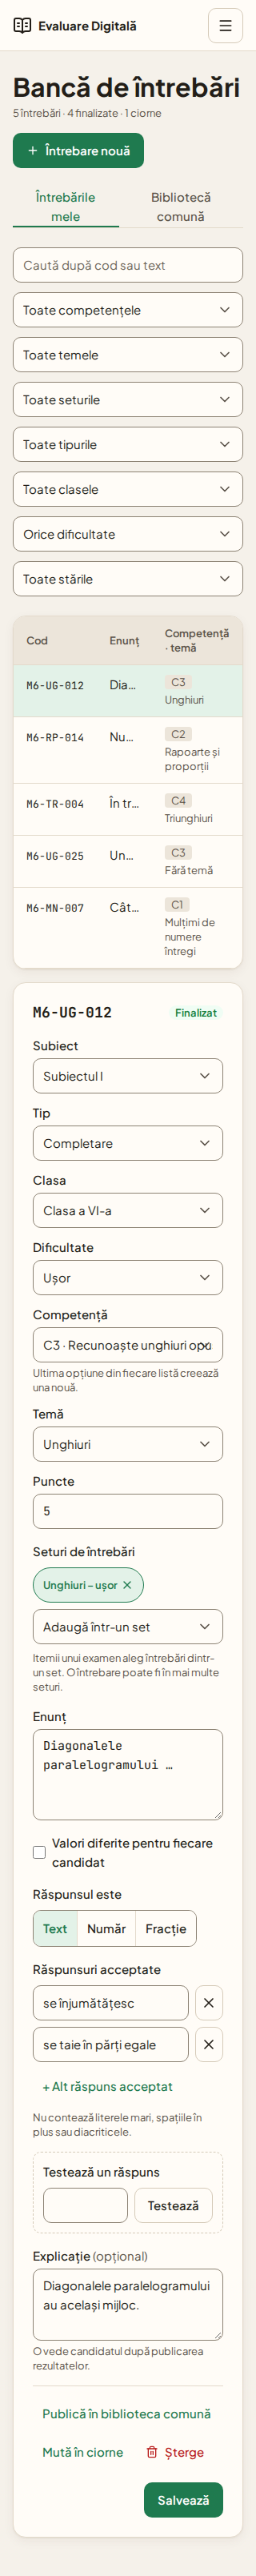 Evaluare Digitală
Bancă de întrebări
5 întrebări · 4 finalizate · 1 ciorne
+ Întrebare nouă
Întrebările mele
Bibliotecă comună
Caută după cod sau text
Toate competențele
Toate temele
Toate seturile
Toate tipurile
Toate clasele
Orice dificultate
Toate stările
Cod Enunț Competență · temă
M6-UG-012 Dia… C3
Unghiuri
M6-RP-014 Nu… C2
Rapoarte și
proporții
M6-TR-004 În tr… C4
Triunghiuri
M6-UG-025 Un… C3
Fără temă
M6-MN-007 Cât… C1
Mulțimi de
numere
întregi
M6-UG-012 Finalizat
Subiect
Subiectul I
Tip
Completare
Clasa
Clasa a VI-a
Dificultate
Ușor
Competență
C3 · Recunoaște unghiuri opu
Ultima opțiune din fiecare listă creează
una nouă.
Temă
Unghiuri
Puncte
5
Seturi de întrebări
Unghiuri – ușor ×
Adaugă într-un set
Itemii unui examen aleg întrebări dintr-
un set. O întrebare poate fi în mai multe
seturi.
Enunț
Diagonalele
paralelogramului …
Valori diferite pentru fiecare
candidat
Răspunsul este
Text Număr Fracție
Răspunsuri acceptate
se înjumătățesc
se taie în părți egale
+ Alt răspuns acceptat
Nu contează literele mari, spațiile în
plus sau diacriticele.
Testează un răspuns
Testează
Explicație (opțional)
Diagonalele paralelogramului
au același mijloc.
O vede candidatul după publicarea
rezultatelor.
Publică în biblioteca comună
Mută în ciorne Șterge
Salvează